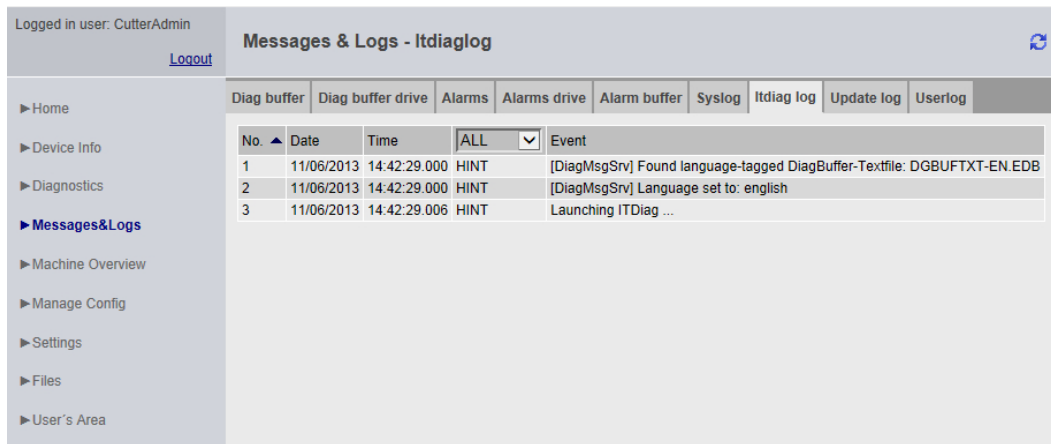 Logged in user: CutterAdmin
Logout
Messages & Logs - Itdiaglog
►Home
►Device Info
►Diagnostics
►Messages&Logs
►Machine Overview
►Manage Config
►Settings
►Files
►User´s Area
Diag buffer Diag buffer drive Alarms Alarms drive Alarm buffer Syslog Itdiag log Update log Userlog
No. Date Time ALL Event
1 11/06/2013 14:42:29.000 HINT [DiagMsgSrv] Found language-tagged DiagBuffer-Textfile: DGBUFTXT-EN.EDB
2 11/06/2013 14:42:29.000 HINT [DiagMsgSrv] Language set to: english
3 11/06/2013 14:42:29.006 HINT Launching ITDiag ...